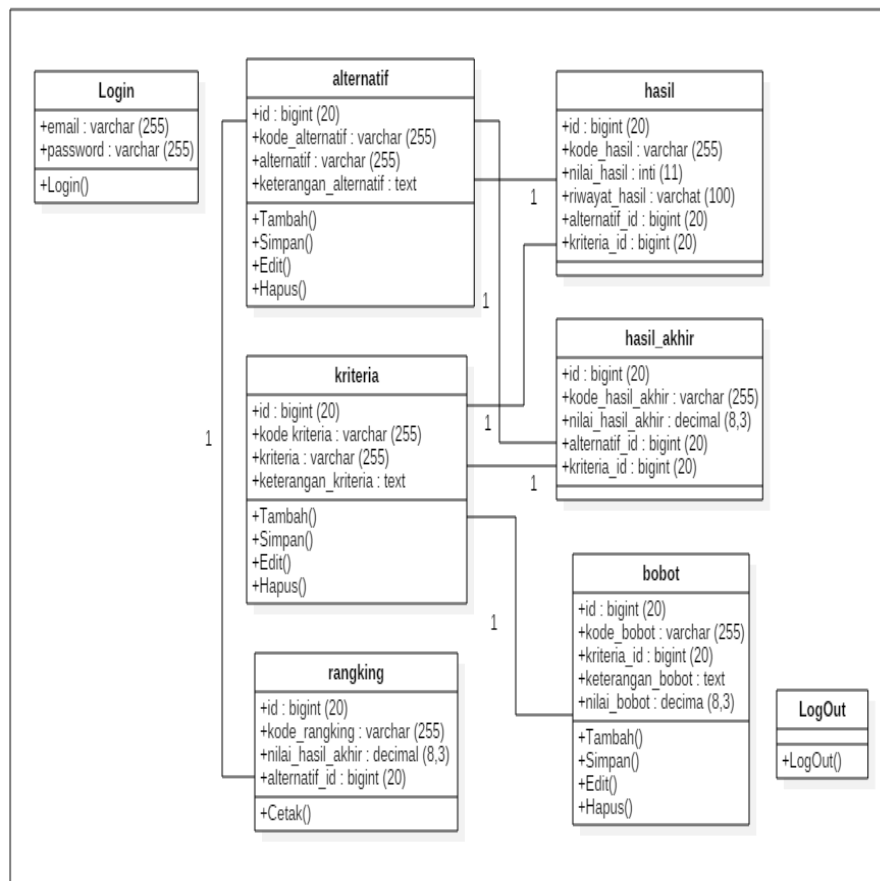 Login
+email : varchar (255)
+password : varchar (255)
+Login()
alternatif
+id : bigint (20)
+kode_alternatif : varchar (255)
+alternatif : varchar (255)
+keterangan_alternatif : text
+Tambah()
+Simpan()
+Edit()
+Hapus()
hasil
+id : bigint (20)
+kode_hasil : varchar (255)
+nilai_hasil : inti (11)
+riwayat_hasil : varchat (100)
+alternatif_id : bigint (20)
+kriteria_id : bigint (20)
1
1
kriteria
+id : bigint (20)
+kode kriteria : varchar (255)
+kriteria : varchar (255)
+keterangan_kriteria : text
+Tambah()
+Simpan()
+Edit()
+Hapus()
hasil_akhir
+id : bigint (20)
+kode_hasil_akhir : varchar (255)
+nilai_hasil_akhir : decimal (8,3)
+alternatif_id : bigint (20)
+kriteria_id : bigint (20)
1
1
1
1
rangking
+id : bigint (20)
+kode_rangking : varchar (255)
+nilai_hasil_akhir : decimal (8,3)
+alternatif_id : bigint (20)
+Cetak()
bobot
+id : bigint (20)
+kode_bobot : varchar (255)
+kriteria_id : bigint (20)
+keterangan_bobot : text
+nilai_bobot : decima (8,3)
+Tambah()
+Simpan()
+Edit()
+Hapus()
LogOut
+LogOut()